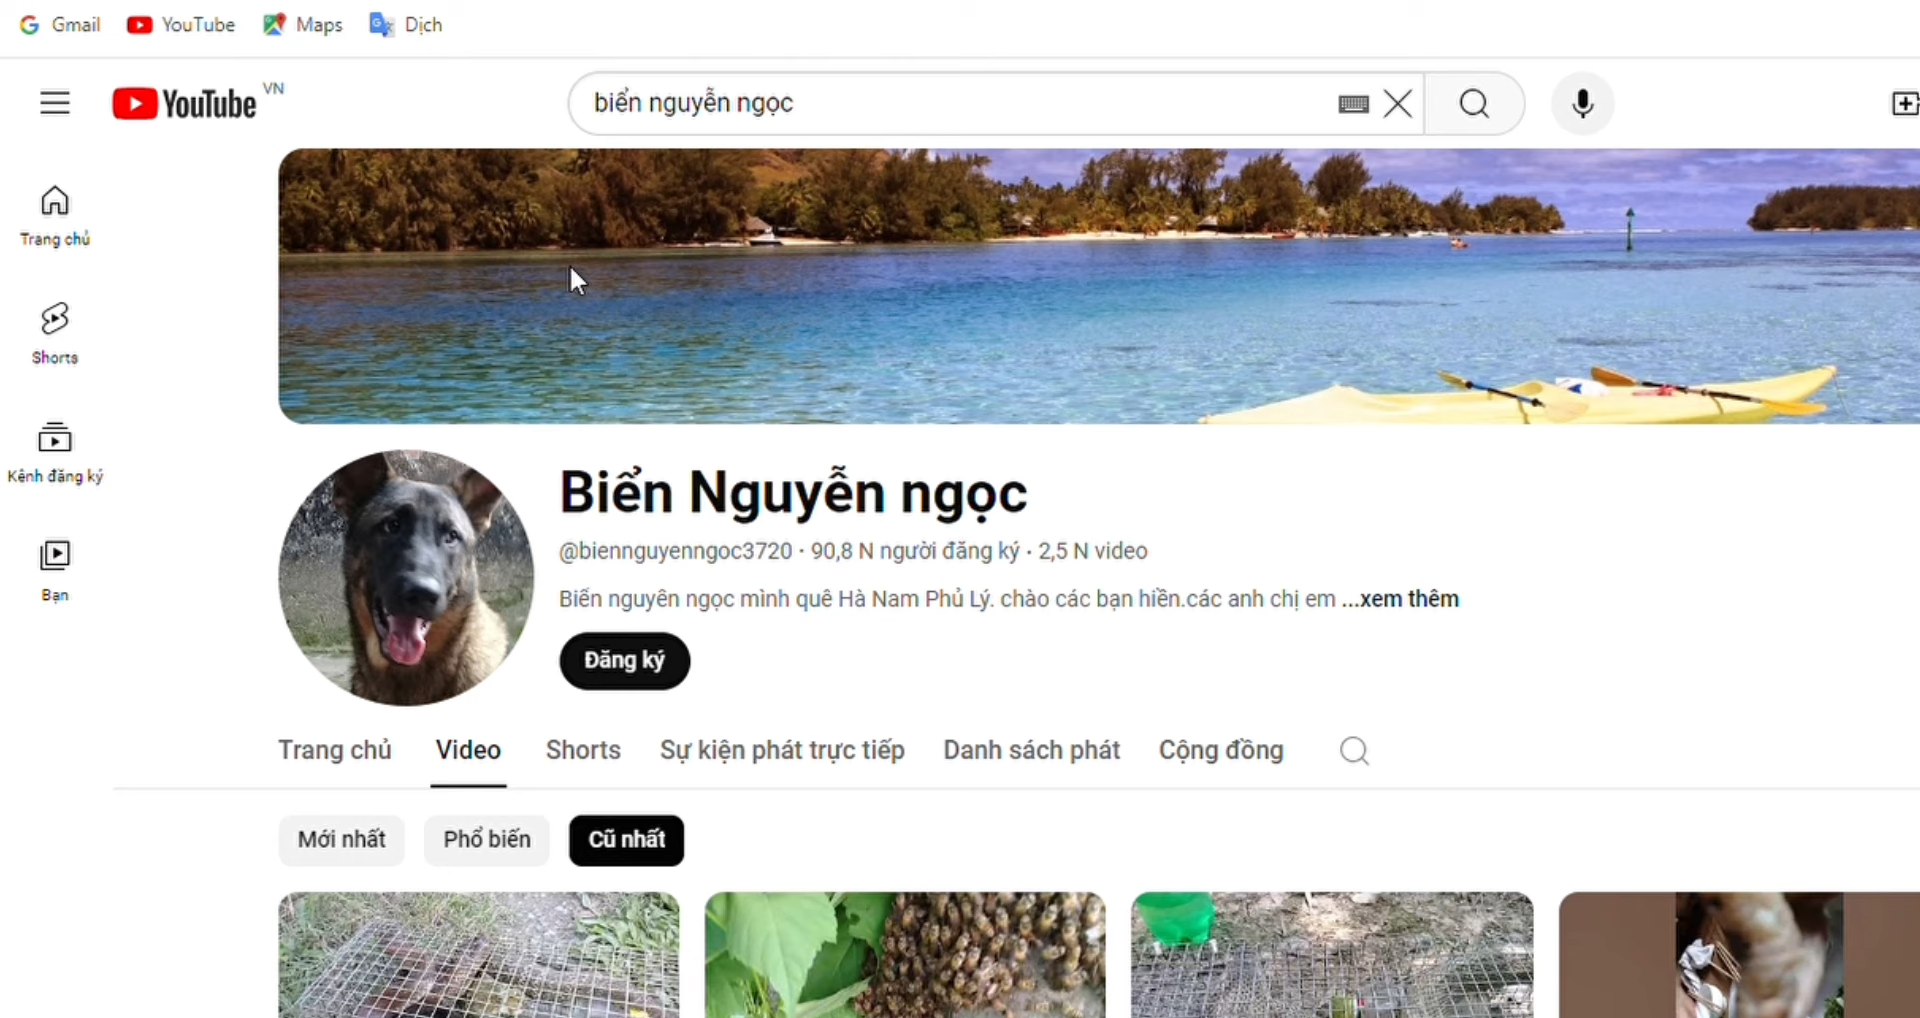 Gmail YouTube Maps Dịch
YouTube VN
biển nguyễn ngọc
Trang chủ
Shorts
Kênh đăng ký
Bạn
Biển Nguyễn ngọc
@biennguyenngoc3720 · 90,8 N người đăng ký · 2,5 N video
Biển nguyên ngọc mình quê Hà Nam Phủ Lý. chào các bạn hiền.các anh chị em ...xem thêm
Đăng ký
Trang chủ Video Shorts Sự kiện phát trực tiếp Danh sách phát Cộng đồng
Mới nhất Phổ biến Cũ nhất